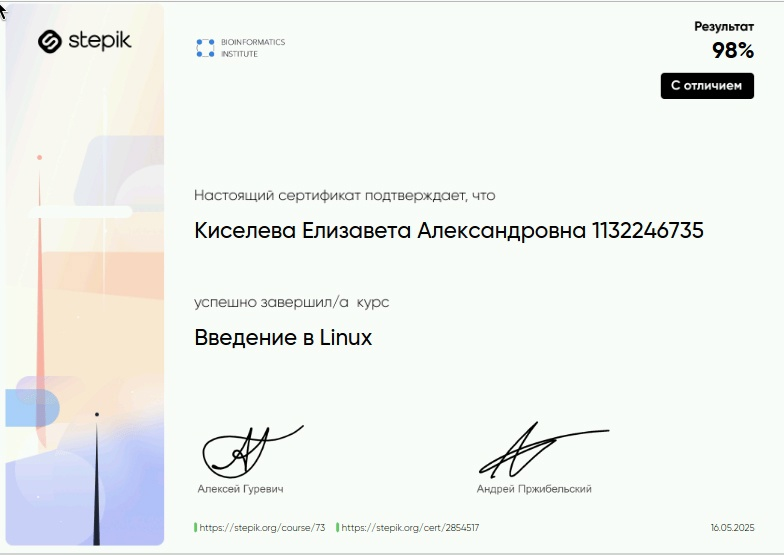 stepik
BIOINFORMATICS
INSTITUTE
Результат
98%
С отличием
Настоящий сертификат подтверждает, что
Киселева Елизавета Александровна 1132246735
успешно завершил/а курс
Введение в Linux
Алексей Гуревич
Андрей Пржибельский
https://stepik.org/course/73
https://stepik.org/cert/2854517
16.05.2025